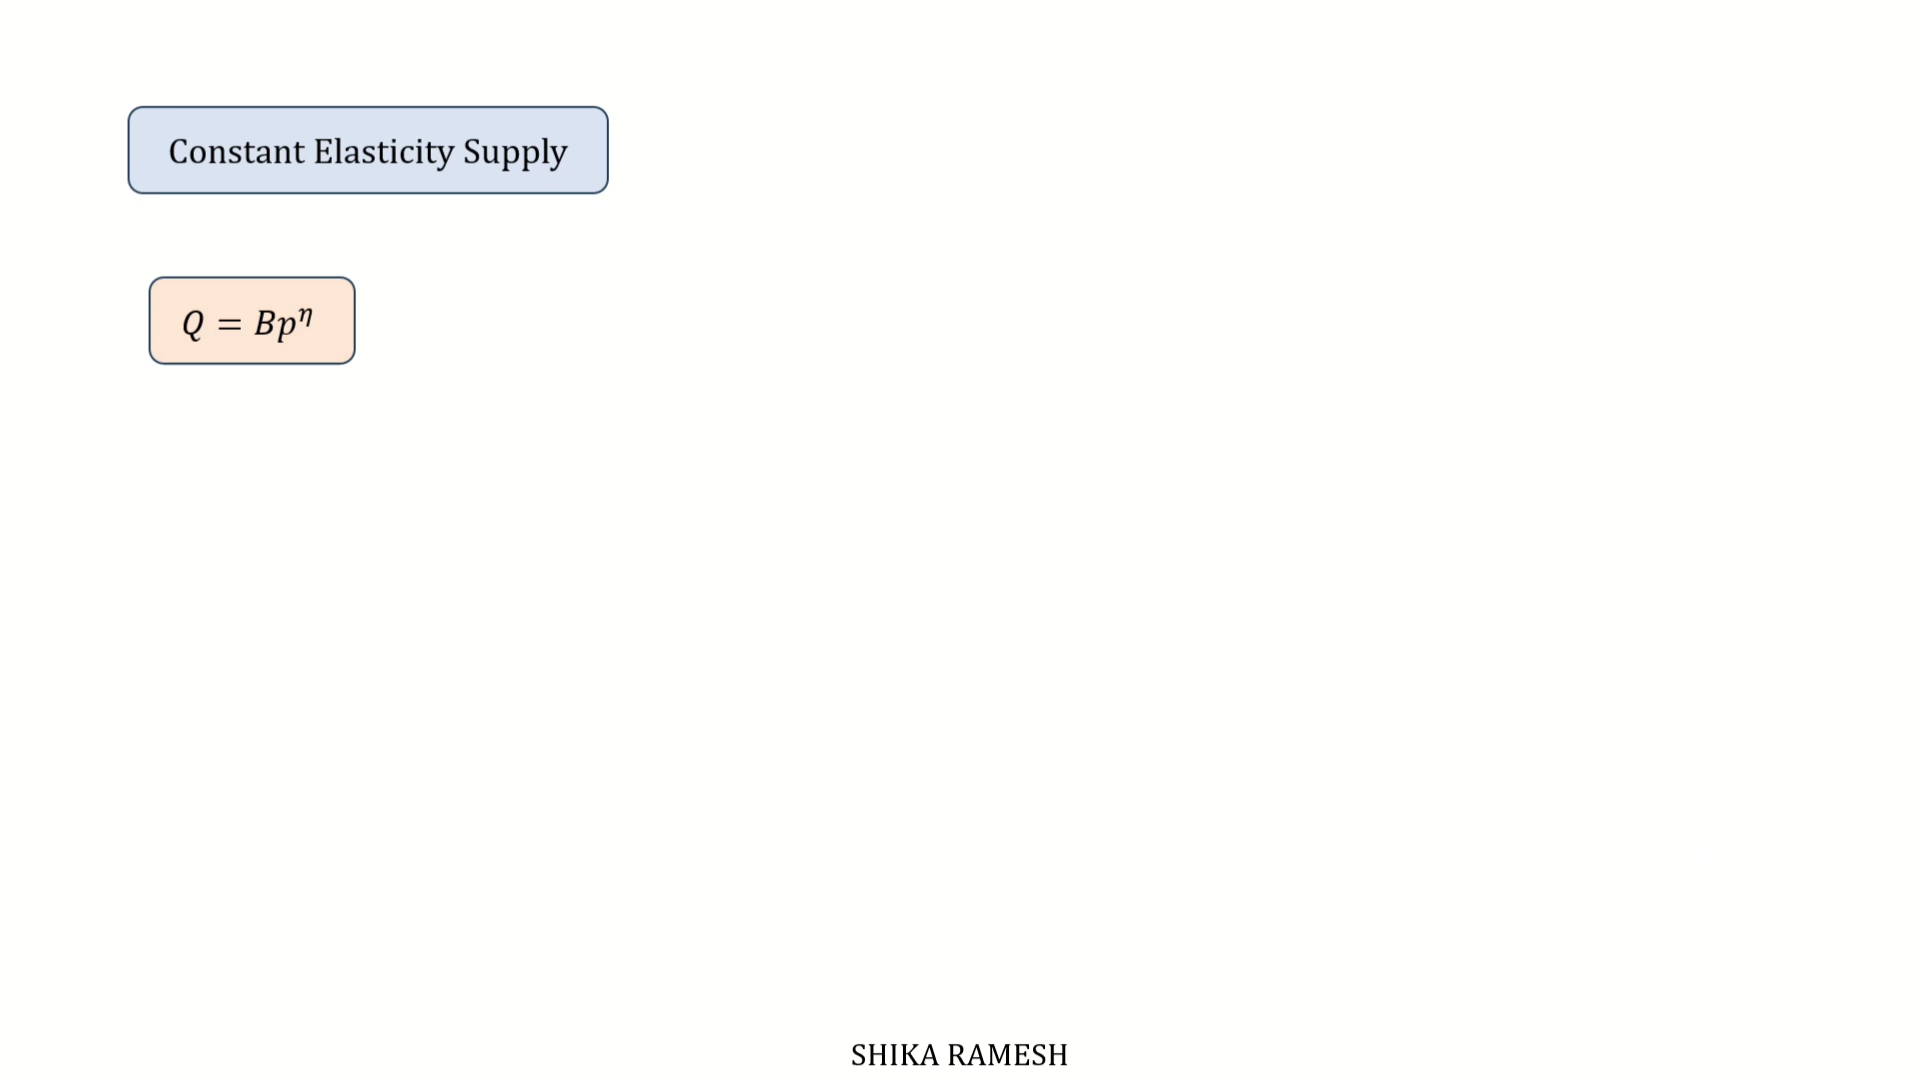 Constant Elasticity Supply
Q = Bp^η
SHIKA RAMESH